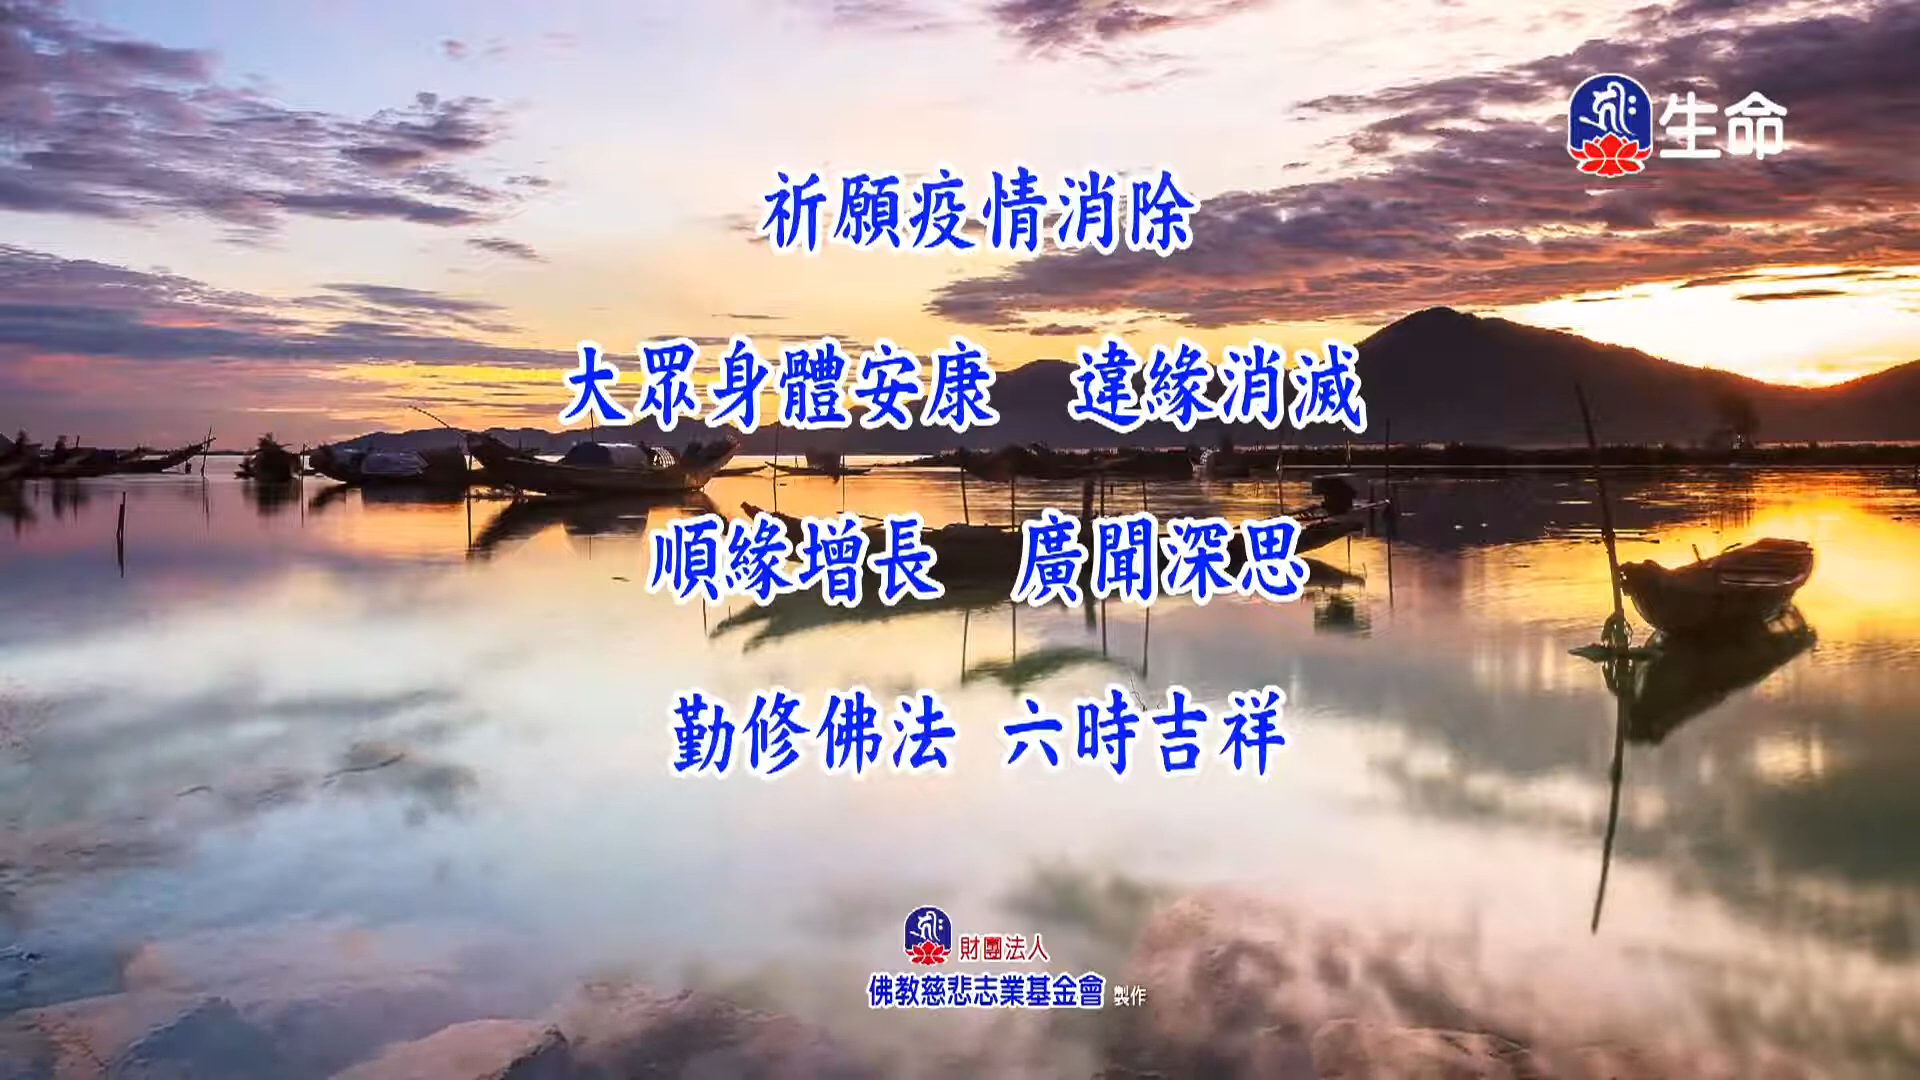 生命
祈願疫情消除
大眾身體安康　違緣消滅
順緣增長　廣聞深思
勤修佛法 六時吉祥
財團法人
佛教慈悲志業基金會 製作